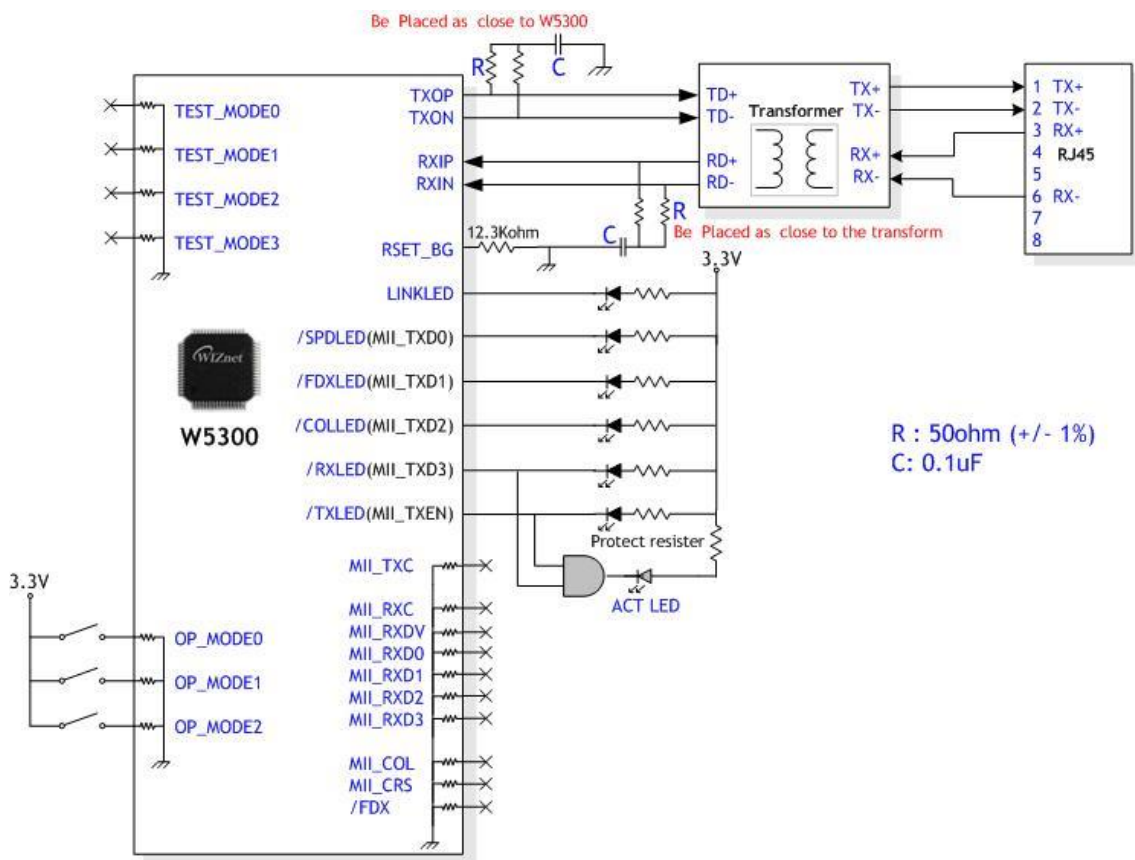 Be Placed as close to W5300
R
C
TXOP
TXON
RXIP
RXIN
RSET_BG
12.3Kohm
LINKLED
/SPDLED(MII_TXD0)
/FDXLED(MII_TXD1)
/COLLED(MII_TXD2)
/RXLED(MII_TXD3)
/TXLED(MII_TXEN)
MII_TXC
MII_RXC
MII_RXDV
MII_RXD0
MII_RXD1
MII_RXD2
MII_RXD3
MII_COL
MII_CRS
/FDX
TEST_MODE0
TEST_MODE1
TEST_MODE2
TEST_MODE3
WIZnet
W5300
3.3V
OP_MODE0
OP_MODE1
OP_MODE2
TD+
TD-
RD+
RD-
Transformer
TX+
TX-
RX+
RX-
1 TX+
2 TX-
3 RX+
4 RJ45
5
6 RX-
7
8
C
R
Be Placed as close to the transform
3.3V
Protect resister
ACT LED
R : 50ohm (+/- 1%)
C: 0.1uF